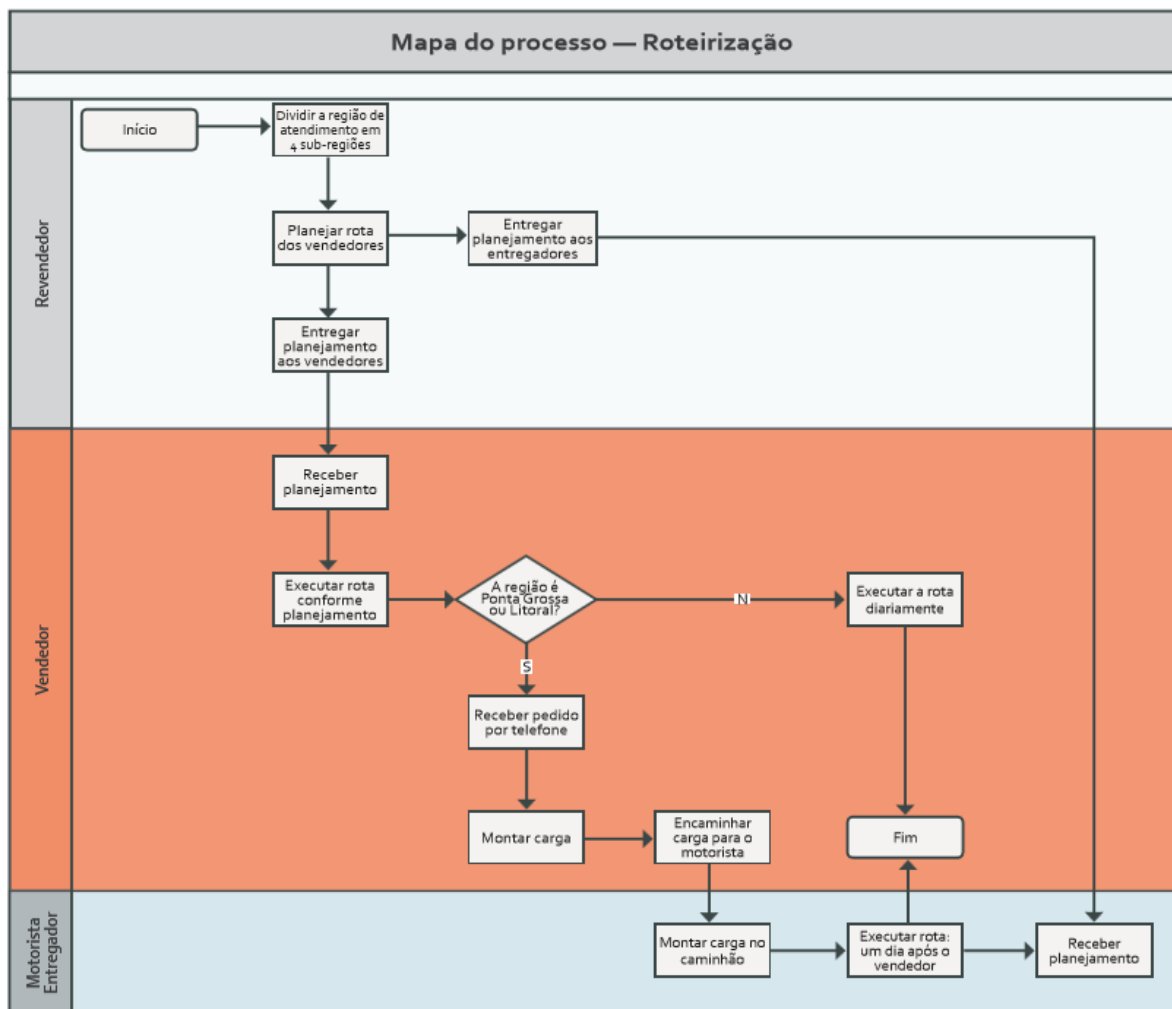 Mapa do processo — Roteirização
Revendedor
Início
Dividir a região de
atendimento em
4 sub-regiões
Planejar rota
dos vendedores
Entregar
planejamento aos
entregadores
Entregar
planejamento
aos vendedores
Vendedor
Receber
planejamento
Executar rota
conforme
planejamento
A região é
Ponta Grossa
ou Litoral?
N
Executar a rota
diariamente
S
Receber pedido
por telefone
Montar carga
Encaminhar
carga para o
motorista
Fim
Motorista
Entregador
Montar carga no
caminhão
Executar rota:
um dia após o
vendedor
Receber
planejamento